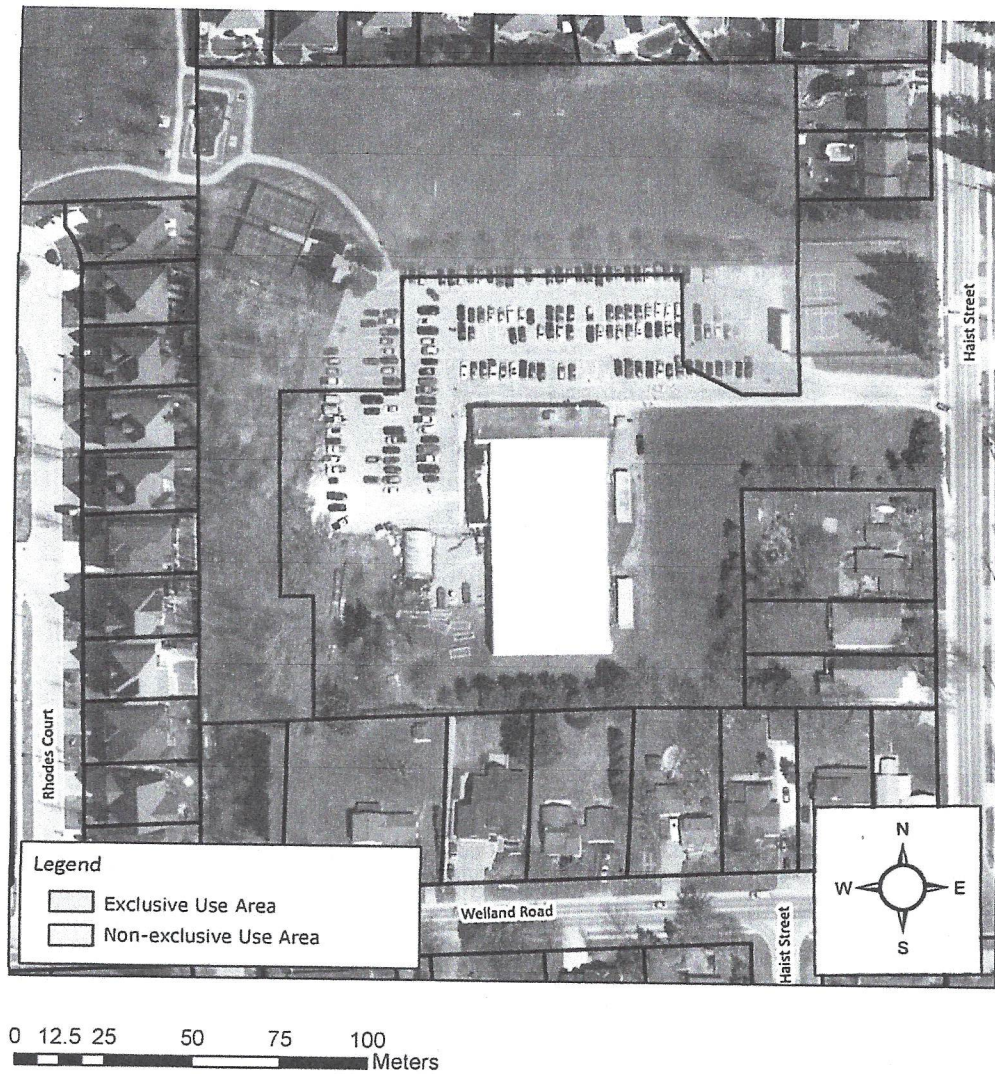 Haist Street
Rhodes Court
Legend
Exclusive Use Area
Non-exclusive Use Area
Welland Road
Haist Street
N
W E
S
0 12.5 25 50 75 100
Meters